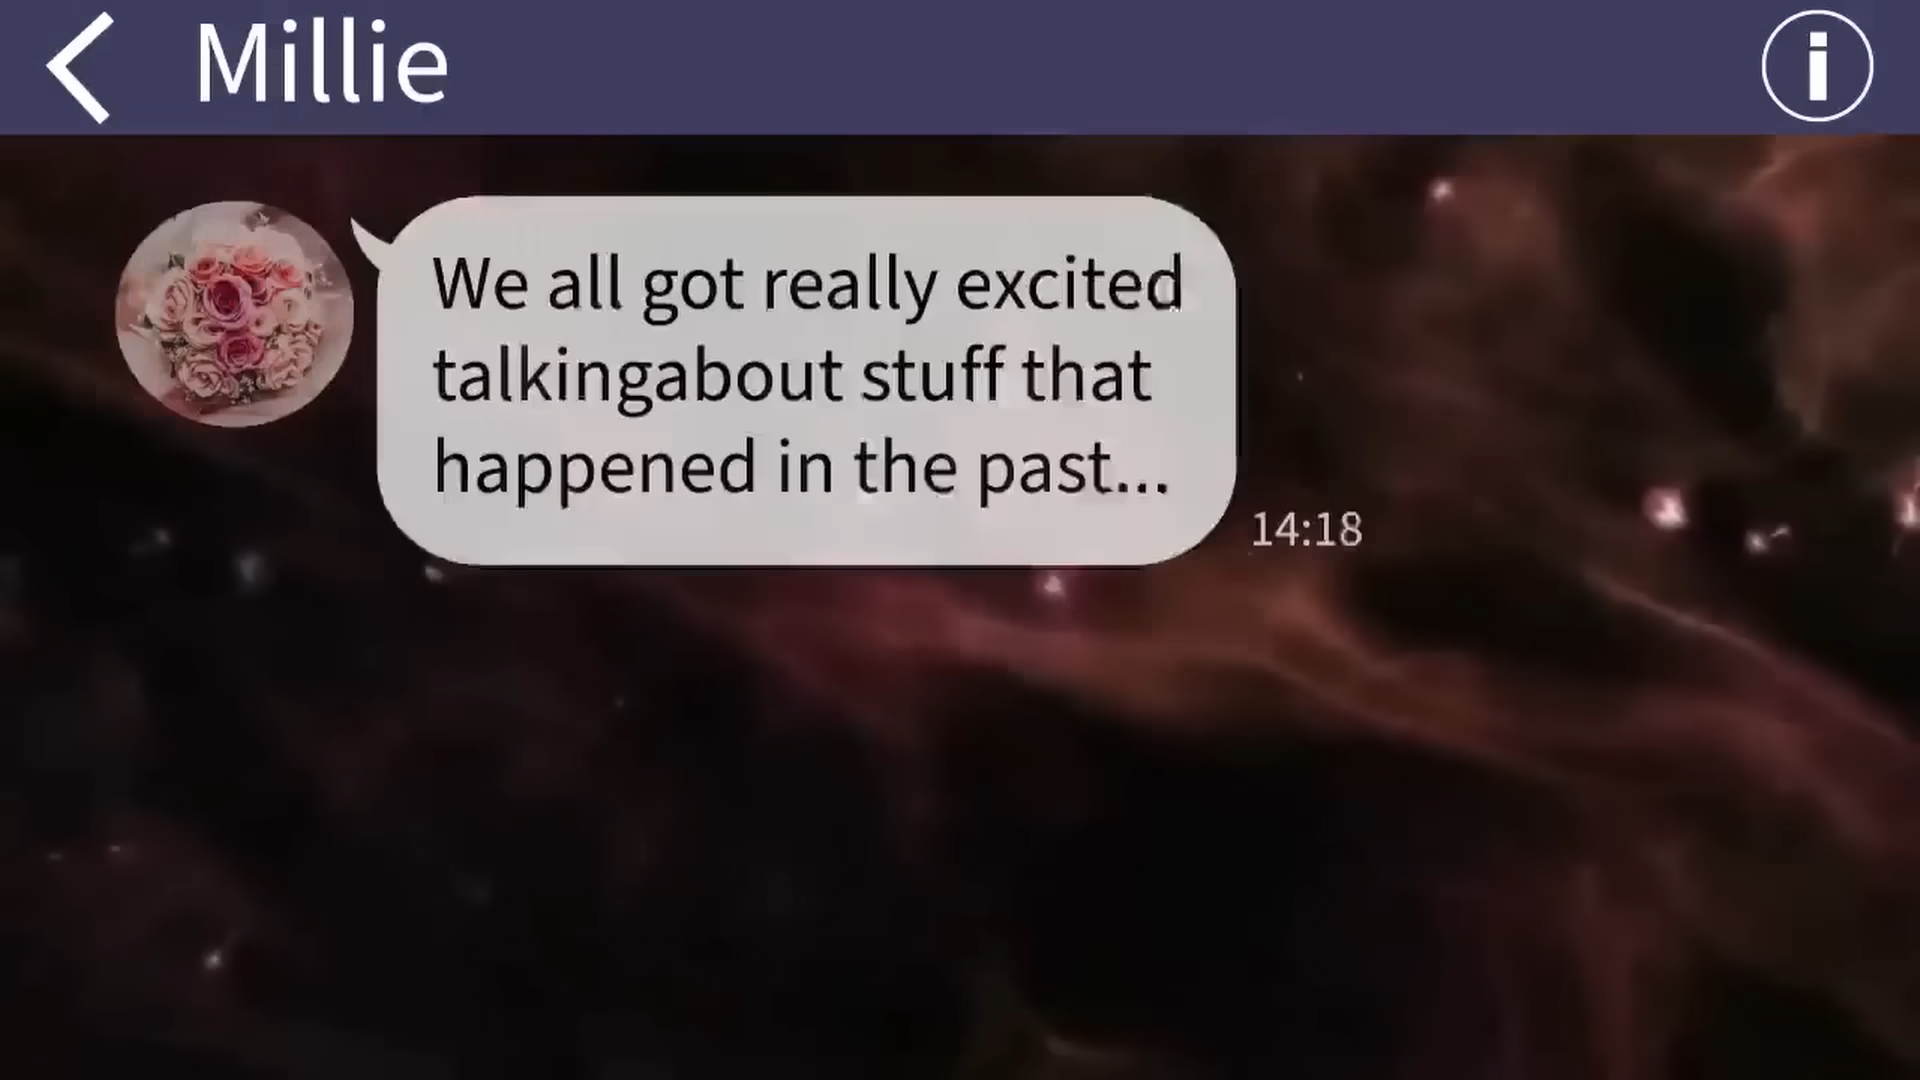 Millie
i
We all got really excited
talkingabout stuff that
happened in the past...
14:18